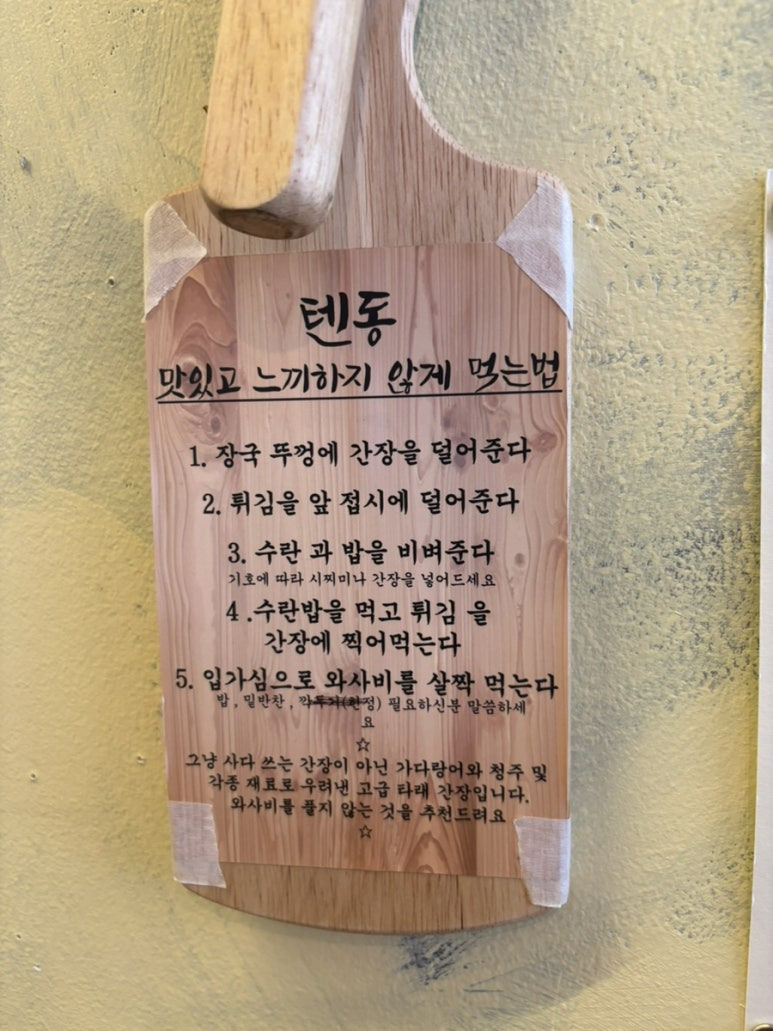 텐동
맛있고 느끼하지 않게 먹는법
1. 장국 뚜껑에 간장을 덜어준다
2. 튀김을 앞 접시에 덜어준다
3. 수란 과 밥을 비벼준다
기호에 따라 시찌미나 간장을 넣어드세요
4 .수란밥을 먹고 튀김 을
간장에 찍어먹는다
5. 입가심으로 와사비를 살짝 먹는다
밥 , 밑반찬 , 필요하신분 말씀하세
요
☆
그냥 사다 쓰는 간장이 아닌 가다랑어와 청주 및
각종 재료로 우려낸 고급 타래 간장입니다.
와사비를 풀지 않는 것을 추천드려요
☆